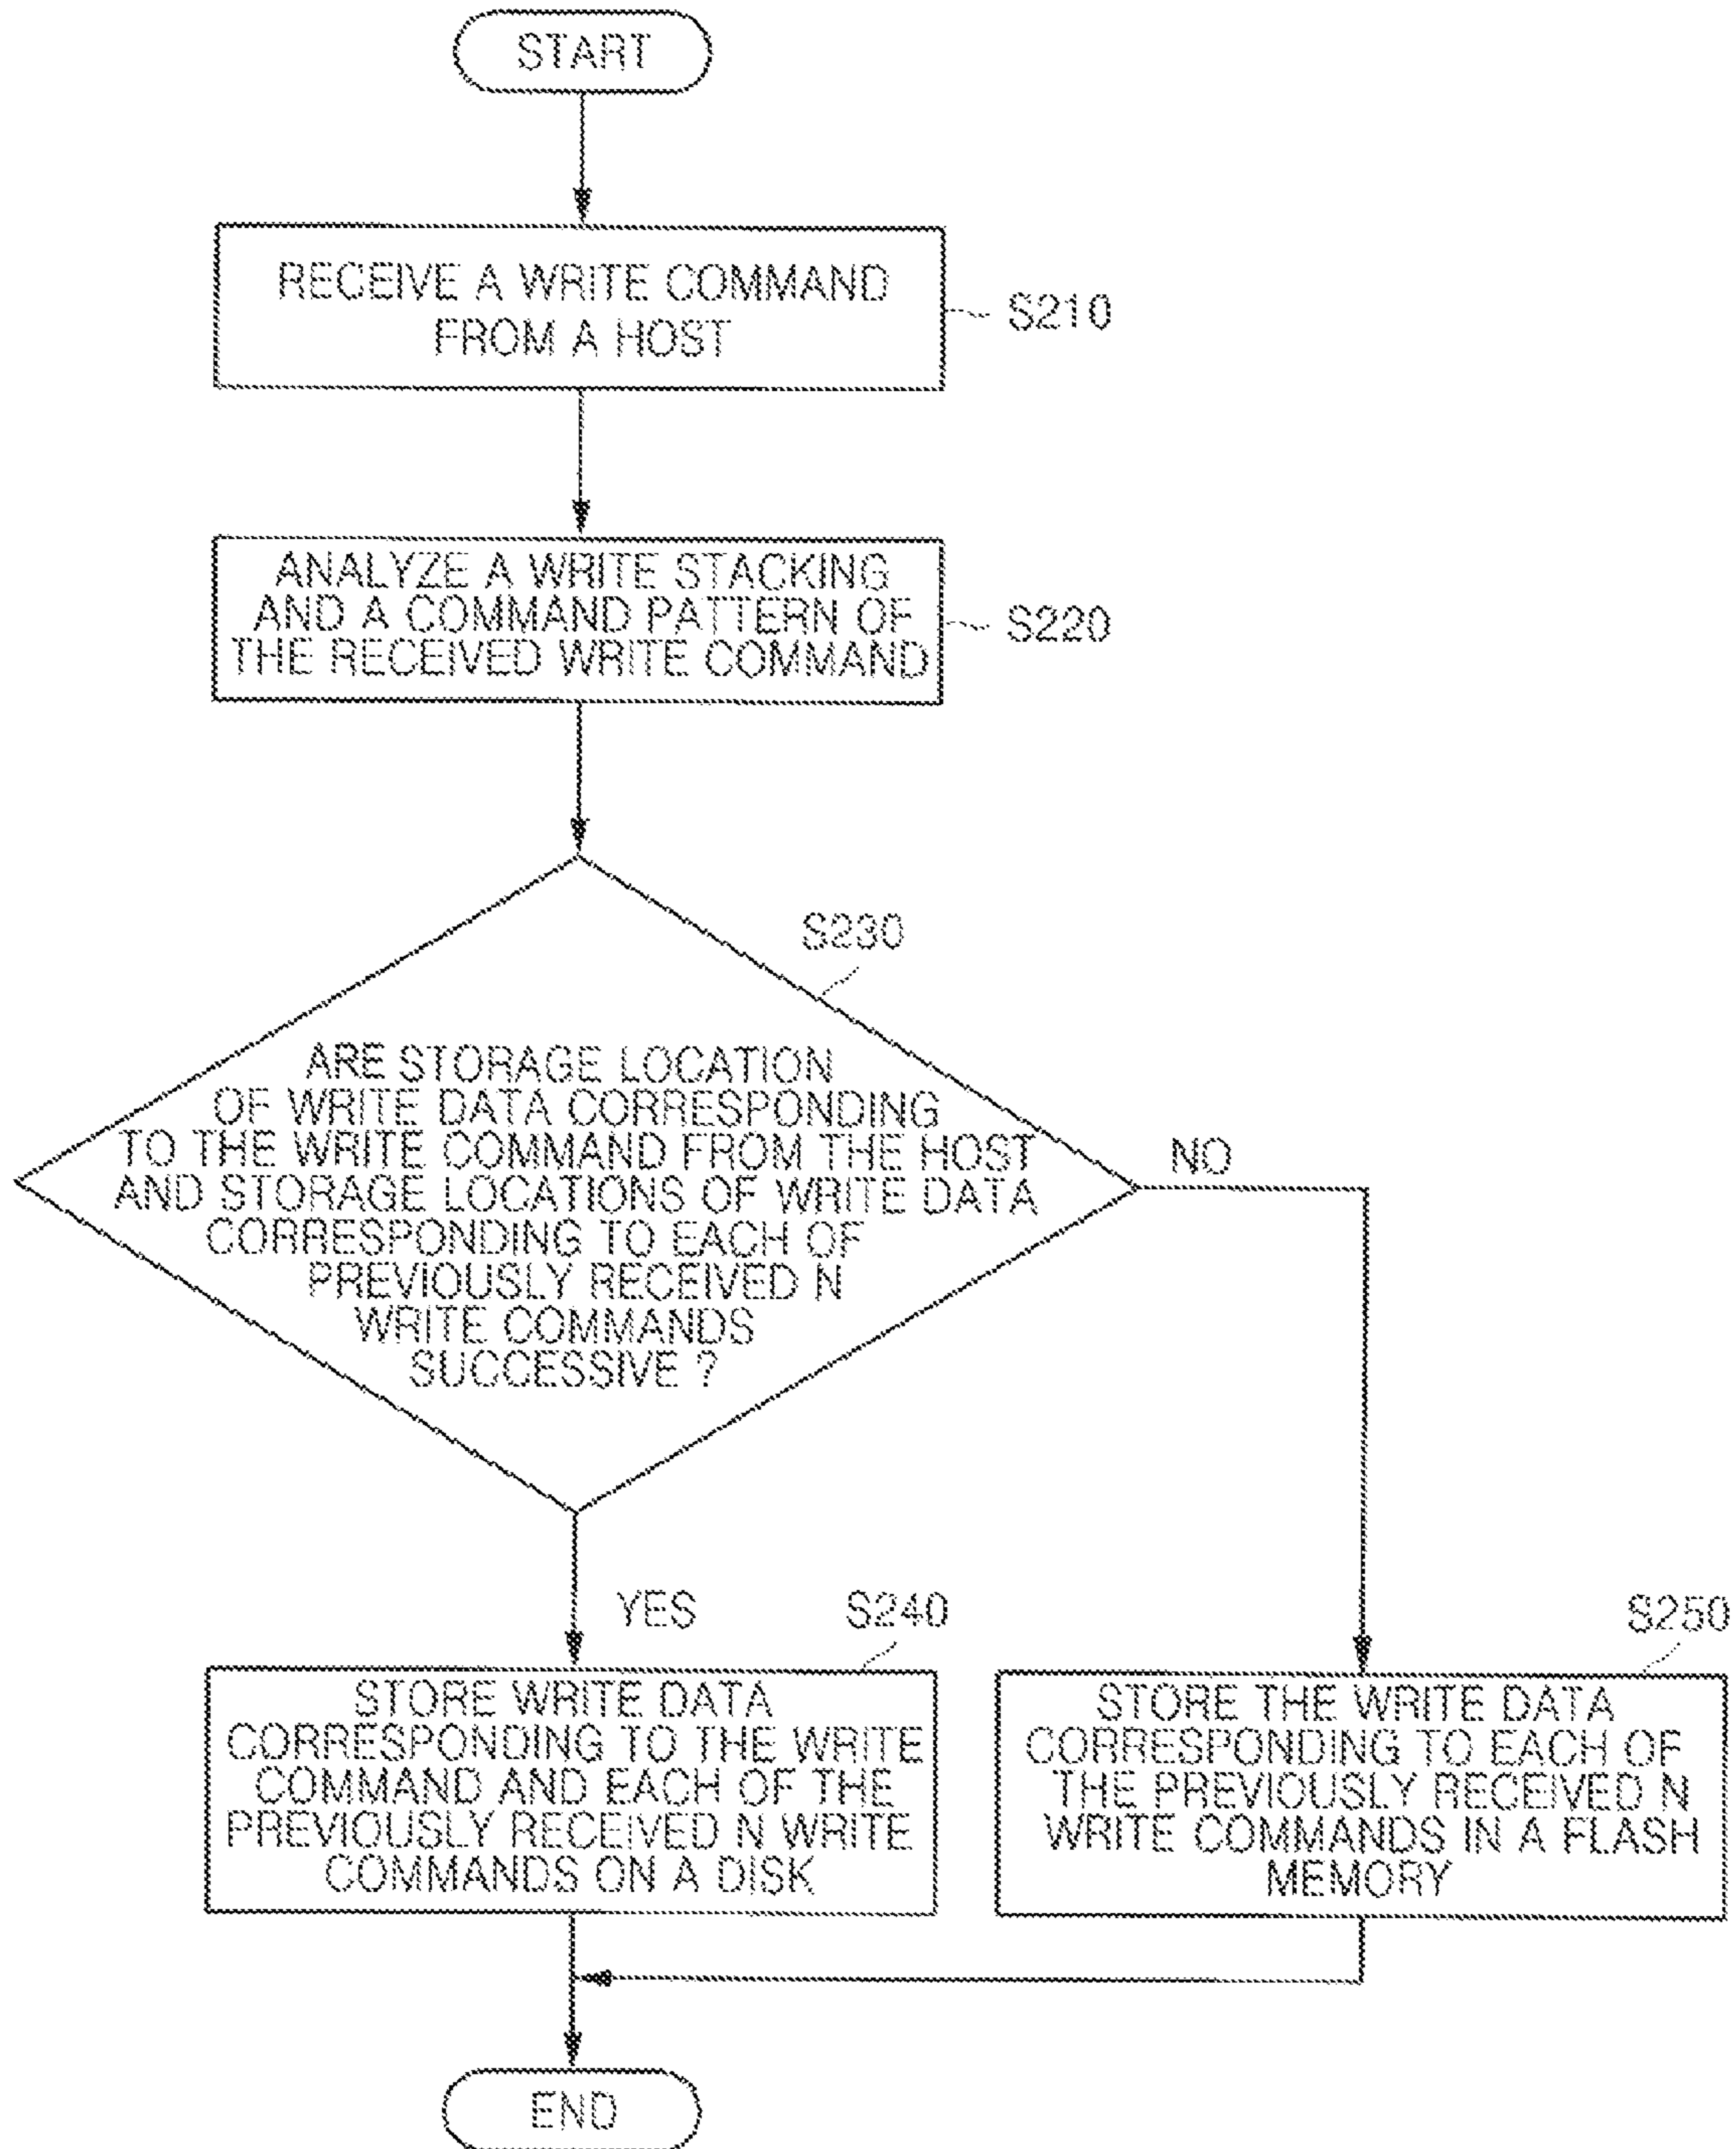 START
RECEIVE A WRITE COMMAND
FROM A HOST
S210
ANALYZE A WRITE STACKING
AND A COMMAND PATTERN OF
THE RECEIVED WRITE COMMAND
S220
S230
ARE STORAGE LOCATION
OF WRITE DATA CORRESPONDING
TO THE WRITE COMMAND FROM THE HOST
AND STORAGE LOCATIONS OF WRITE DATA
CORRESPONDING TO EACH OF
PREVIOUSLY RECEIVED N
WRITE COMMANDS
SUCCESSIVE ?
NO
YES
S240
STORE WRITE DATA
CORRESPONDING TO THE WRITE
COMMAND AND EACH OF THE
PREVIOUSLY RECEIVED N WRITE
COMMANDS ON A DISK
S250
STORE THE WRITE DATA
CORRESPONDING TO EACH OF
THE PREVIOUSLY RECEIVED N
WRITE COMMANDS IN A FLASH
MEMORY
END